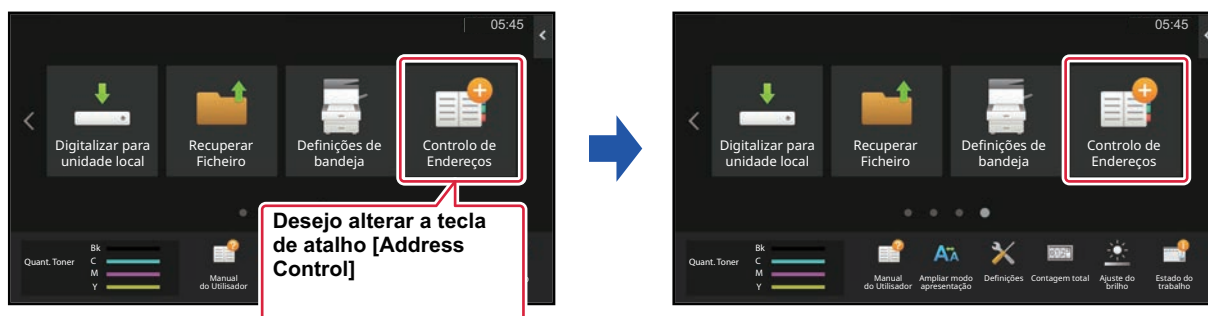 05:45
Digitalizar para
unidade local
Recuperar
Ficheiro
Definições de
bandeja
Controlo de
Endereços
Desejo alterar a tecla
de atalho [Address
Control]
Quant. Toner
Bk
C
M
Y
Manual
do Utilisador
05:45
Digitalizar para
unidade local
Recuperar
Ficheiro
Definições de
bandeja
Controlo de
Endereços
Quant. Toner
Bk
C
M
Y
Manual
do Utilisador
Ampliar modo
apresentação
Definições
Contagem total
Ajuste do
brilho
Estado do
trabalho